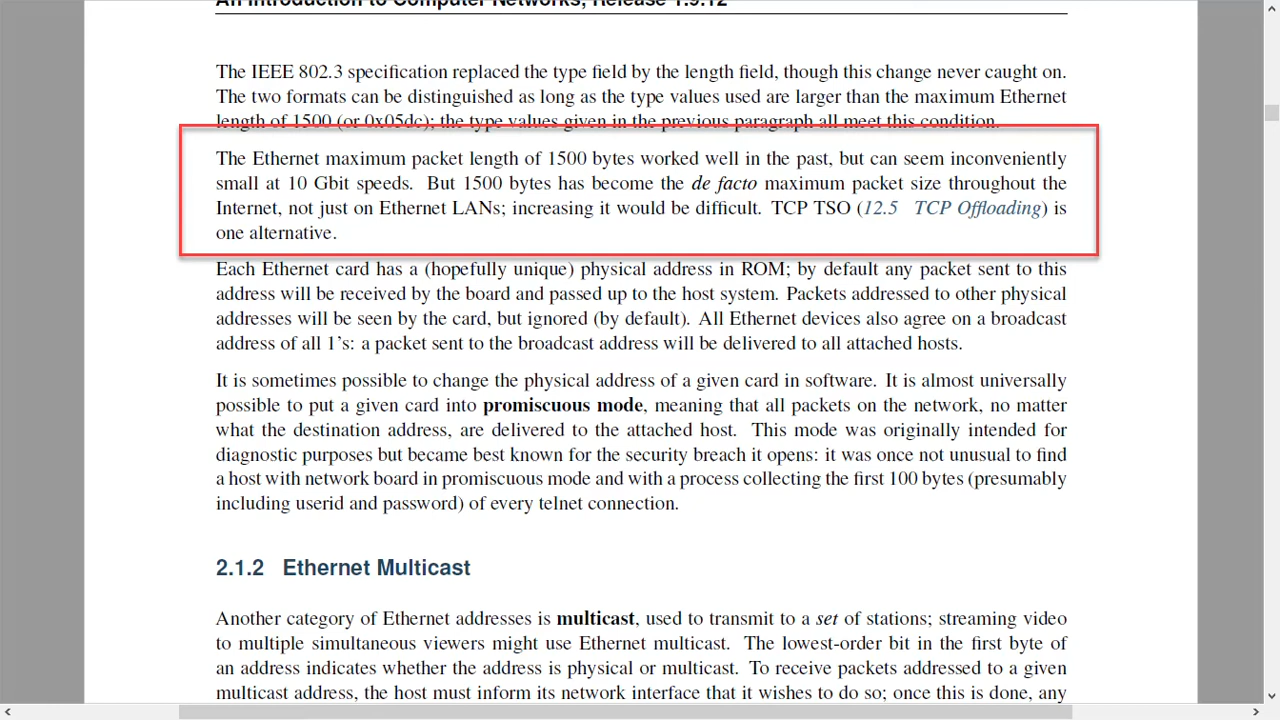 An Introduction to Computer Networks, Release 1.9.12
The IEEE 802.3 specification replaced the type field by the length field, though this change never caught on.
The two formats can be distinguished as long as the type values used are larger than the maximum Ethernet
length of 1500 (or 0x05dc); the type values given in the previous paragraph all meet this condition.
The Ethernet maximum packet length of 1500 bytes worked well in the past, but can seem inconveniently
small at 10 Gbit speeds. But 1500 bytes has become the de facto maximum packet size throughout the
Internet, not just on Ethernet LANs; increasing it would be difficult. TCP TSO (12.5 TCP Offloading) is
one alternative.
Each Ethernet card has a (hopefully unique) physical address in ROM; by default any packet sent to this
address will be received by the board and passed up to the host system. Packets addressed to other physical
addresses will be seen by the card, but ignored (by default). All Ethernet devices also agree on a broadcast
address of all 1's: a packet sent to the broadcast address will be delivered to all attached hosts.
It is sometimes possible to change the physical address of a given card in software. It is almost universally
possible to put a given card into promiscuous mode, meaning that all packets on the network, no matter
what the destination address, are delivered to the attached host. This mode was originally intended for
diagnostic purposes but became best known for the security breach it opens: it was once not unusual to find
a host with network board in promiscuous mode and with a process collecting the first 100 bytes (presumably
including userid and password) of every telnet connection.
2.1.2 Ethernet Multicast
Another category of Ethernet addresses is multicast, used to transmit to a set of stations; streaming video
to multiple simultaneous viewers might use Ethernet multicast. The lowest-order bit in the first byte of
an address indicates whether the address is physical or multicast. To receive packets addressed to a given
multicast address, the host must inform its network interface that it wishes to do so; once this is done, any